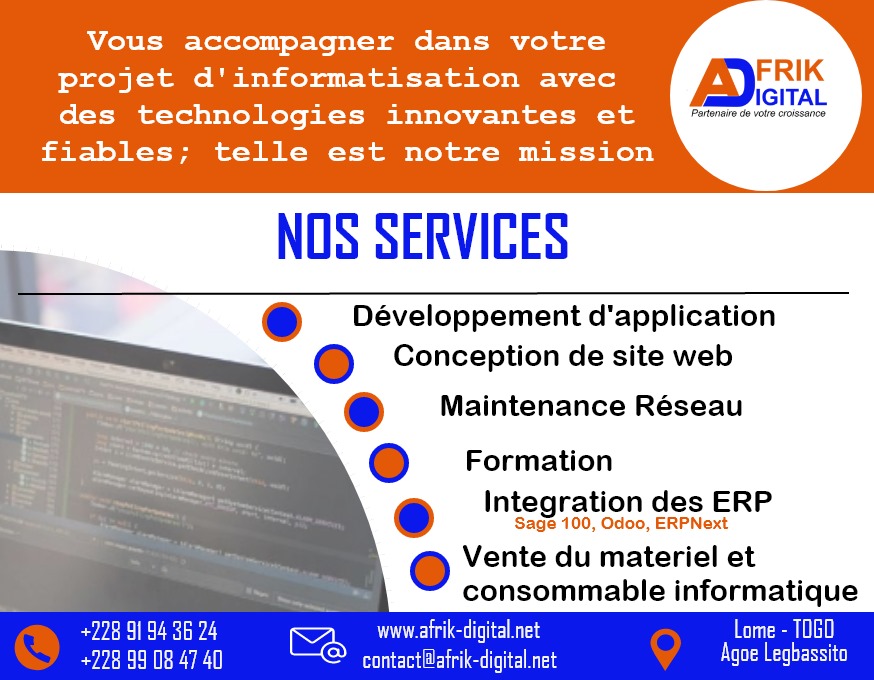 Vous accompagner dans votre
projet d'informatisation avec
des technologies innovantes et
fiables; telle est notre mission
AFRIK
DIGITAL
Partenaire de votre croissance
NOS SERVICES
Développement d'application
Conception de site web
Maintenance Réseau
Formation
Integration des ERP
Sage 100, Odoo, ERPNext
Vente du materiel et
consommable informatique
+228 91 94 36 24
+228 99 08 47 40
www.afrik-digital.net
contact@afrik-digital.net
Lome - TOGO
Agoe Legbassito